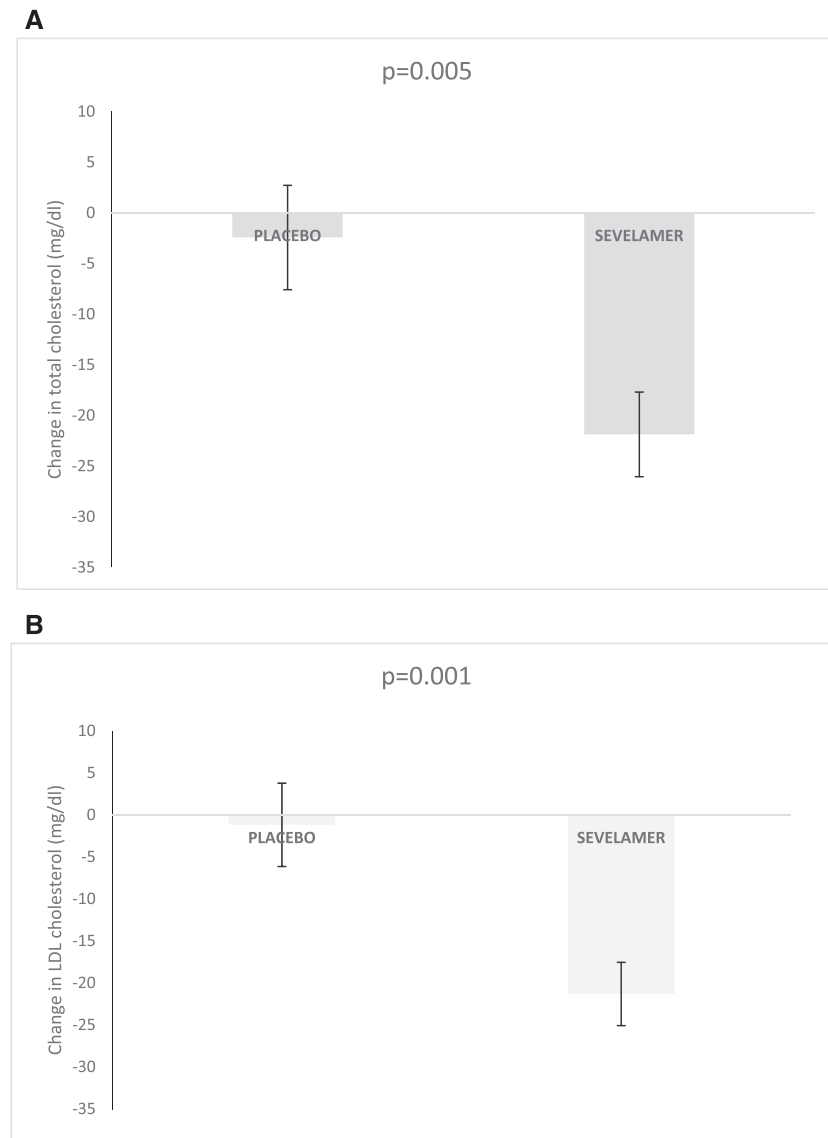 A
p=0.005
Change in total cholesterol (mg/dl)
10
5
0
-5
-10
-15
-20
-25
-30
-35
PLACEBO
SEVELAMER
B
p=0.001
Change in LDL cholesterol (mg/dl)
10
5
0
-5
-10
-15
-20
-25
-30
-35
PLACEBO
SEVELAMER